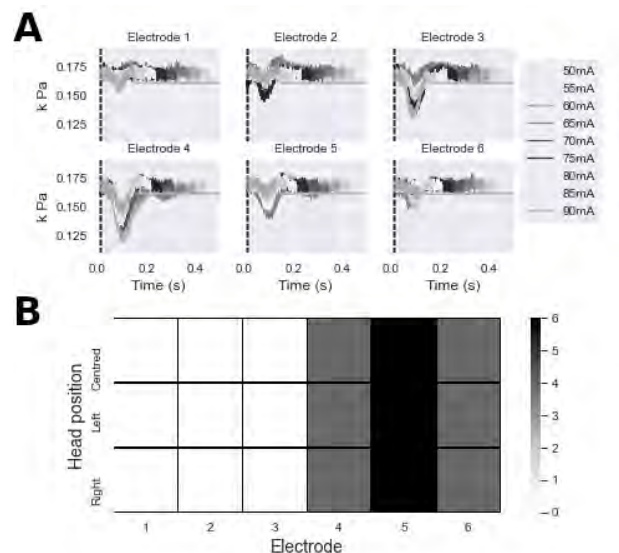 A
Electrode 1
Electrode 2
Electrode 3
0.175
0.150
0.125
k Pa
50mA
55mA
60mA
65mA
70mA
75mA
80mA
85mA
90mA
Electrode 4
Electrode 5
Electrode 6
0.175
0.150
0.125
k Pa
0.0 0.2 0.4
0.0 0.2 0.4
0.0 0.2 0.4
Time (s)
Time (s)
Time (s)
B
Head position
Centred
Left
Right
1 2 3 4 5 6
Electrode
6
5
4
3
2
1
0